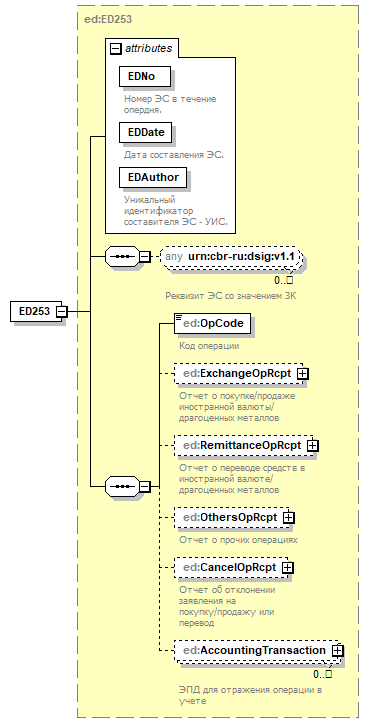 ed:ED253
attributes
EDNo
Номер ЭС в течение
опердня.
EDDate
Дата составления ЭС.
EDAuthor
Уникальный
идентификатор
составителя ЭС - УИС.
any urn:cbr-ru:dsig:v1.1
0..□
Реквизит ЭС со значением ЗК
ED253
ed:OpCode
Код операции
ed:ExchangeOpRcpt
Отчет о покупке/продаже
иностранной валюты/
драгоценных металлов
ed:RemittanceOpRcpt
Отчет о переводе средств в
иностранной валюте/
драгоценных металлов
ed:OthersOpRcpt
Отчет о прочих операциях
ed:CancelOpRcpt
Отчет об отклонении
заявления на
покупку/продажу или
перевод
ed:AccountingTransaction
0..□
ЭПД для отражения операции в
учете